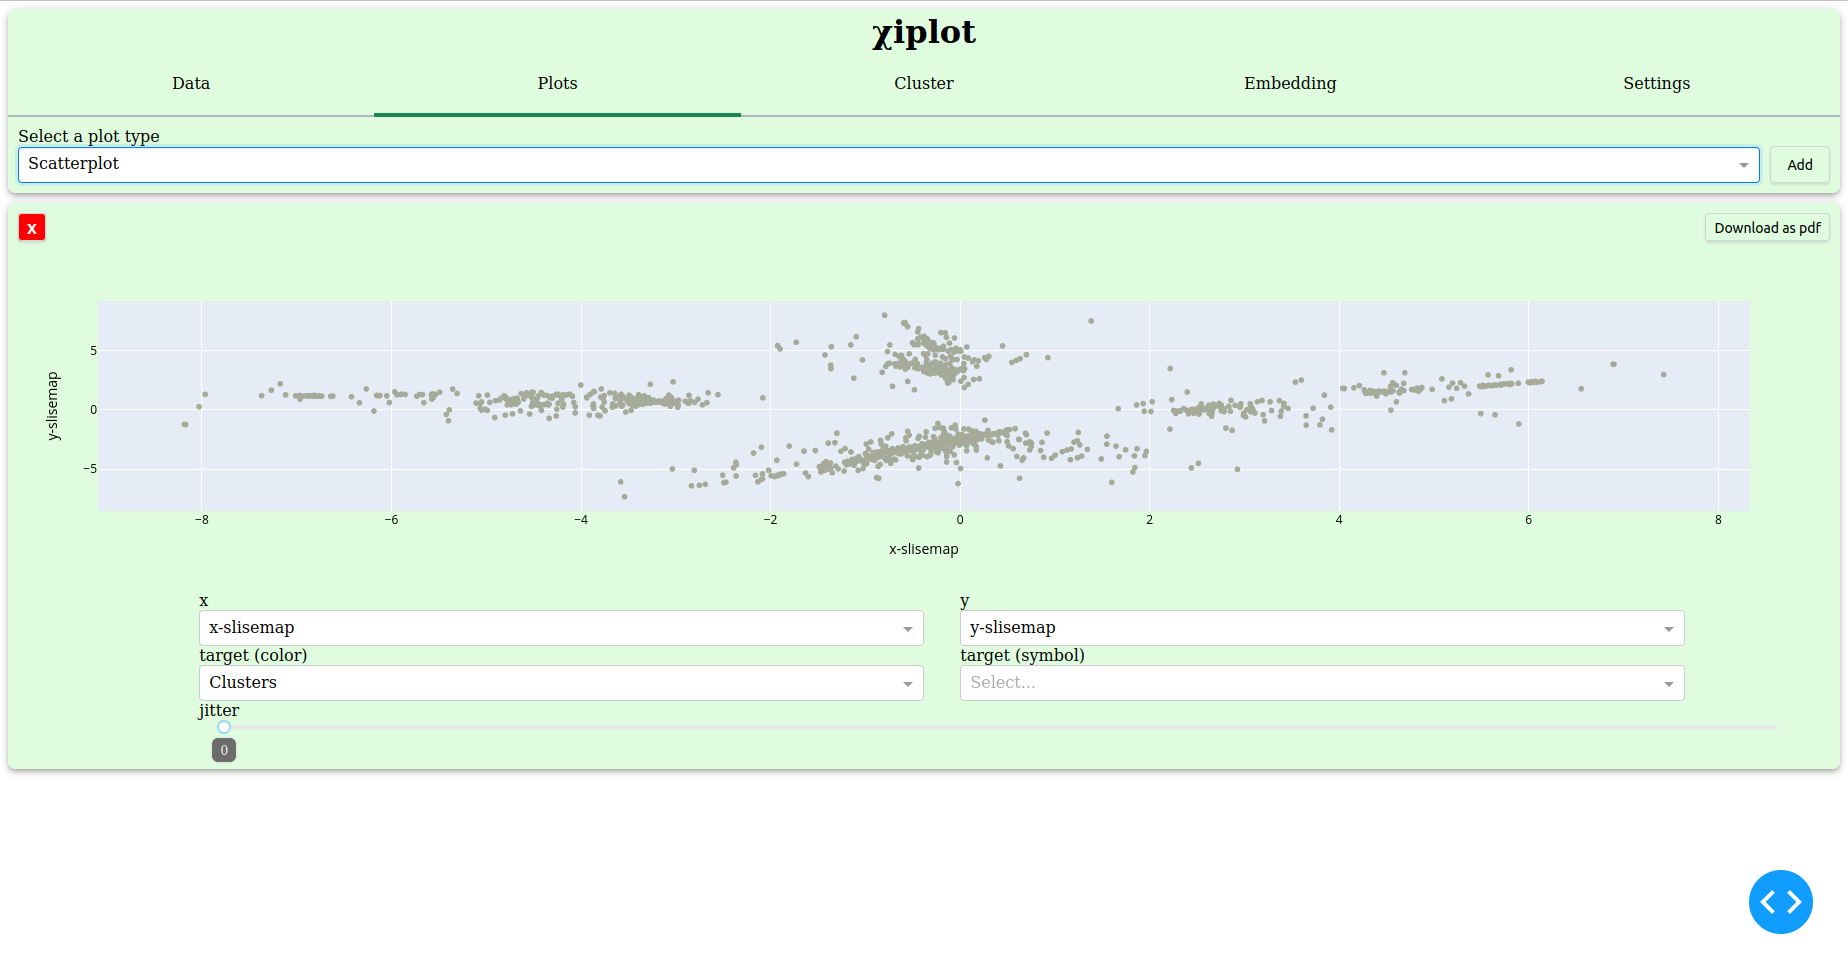 χiplot
Data Plots Cluster Embedding Settings
Select a plot type
Scatterplot
Add
x
Download as pdf
y-slisemap
5
0
−5
−8 −6 −4 −2 0 2 4 6 8
x-slisemap
x y
x-slisemap y-slisemap
target (color) target (symbol)
Clusters Select...
jitter
0